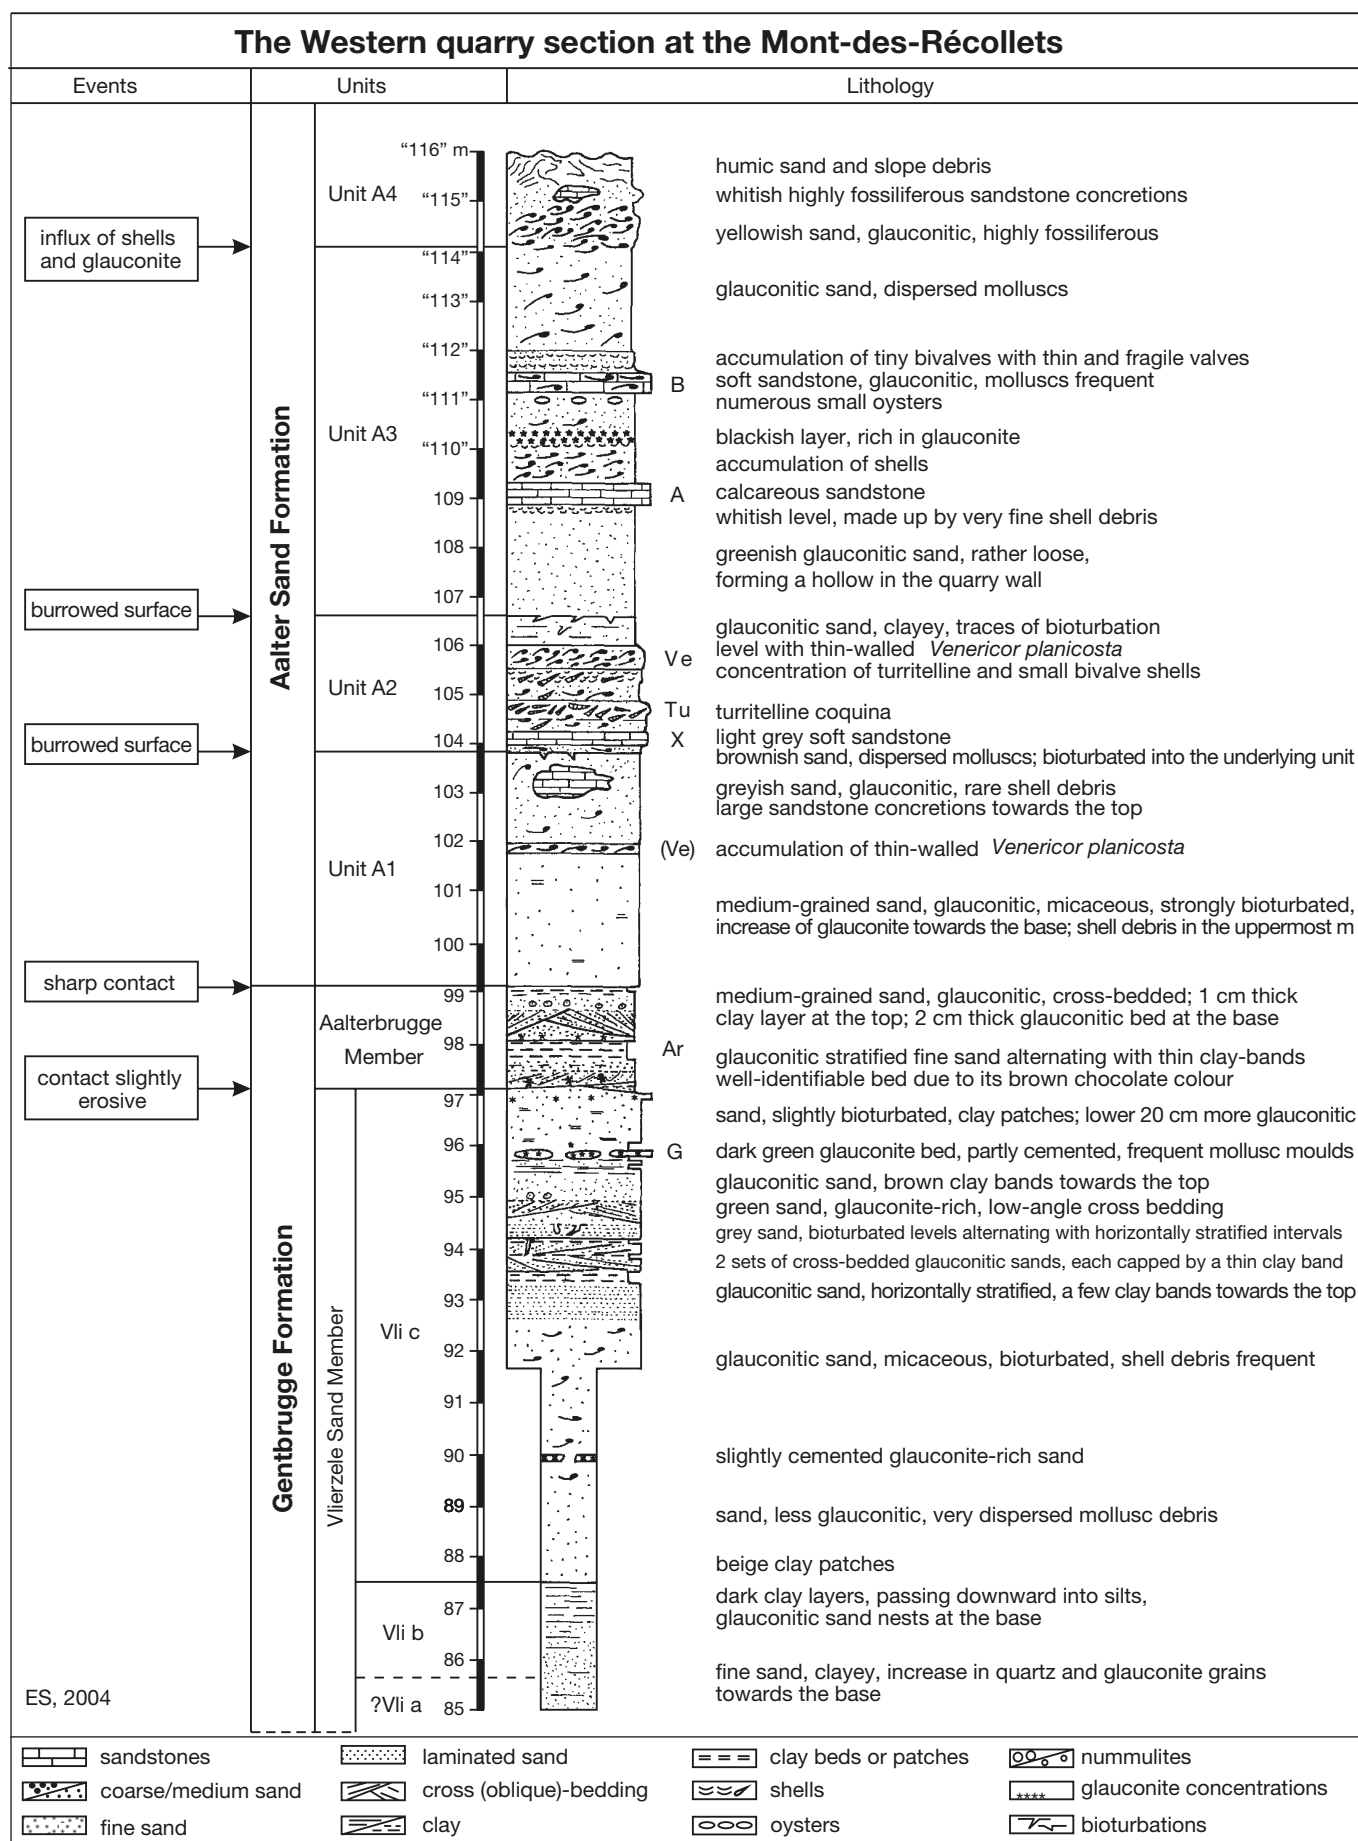 The Western quarry section at the Mont-des-Récollets
Events
Units
Lithology
influx of shells
and glauconite
burrowed surface
burrowed surface
sharp contact
contact slightly
erosive
Aalter Sand Formation
Gentbrugge Formation
Unit A4
Unit A3
Unit A2
Unit A1
Aalterbrugge
Member
Vlierzele Sand Member
Vli c
Vli b
?Vli a
“116” m
“115”
“114”
“113”
“112”
“111”
“110”
109
108
107
106
105
104
103
102
101
100
99
98
97
96
95
94
93
92
91
90
89
88
87
86
85
B
A
Ve
Tu
X
(Ve)
Ar
G
humic sand and slope debris
whitish highly fossiliferous sandstone concretions
yellowish sand, glauconitic, highly fossiliferous
glauconitic sand, dispersed molluscs
accumulation of tiny bivalves with thin and fragile valves
soft sandstone, glauconitic, molluscs frequent
numerous small oysters
blackish layer, rich in glauconite
accumulation of shells
calcareous sandstone
whitish level, made up by very fine shell debris
greenish glauconitic sand, rather loose,
forming a hollow in the quarry wall
glauconitic sand, clayey, traces of bioturbation
level with thin-walled Venericor planicosta
concentration of turritelline and small bivalve shells
turritelline coquina
light grey soft sandstone
brownish sand, dispersed molluscs; bioturbated into the underlying unit
greyish sand, glauconitic, rare shell debris
large sandstone concretions towards the top
accumulation of thin-walled Venericor planicosta
medium-grained sand, glauconitic, micaceous, strongly bioturbated,
increase of glauconite towards the base; shell debris in the uppermost m
medium-grained sand, glauconitic, cross-bedded; 1 cm thick
clay layer at the top; 2 cm thick glauconitic bed at the base
glauconitic stratified fine sand alternating with thin clay-bands
well-identifiable bed due to its brown chocolate colour
sand, slightly bioturbated, clay patches; lower 20 cm more glauconitic
dark green glauconite bed, partly cemented, frequent mollusc moulds
glauconitic sand, brown clay bands towards the top
green sand, glauconite-rich, low-angle cross bedding
grey sand, bioturbated levels alternating with horizontally stratified intervals
2 sets of cross-bedded glauconitic sands, each capped by a thin clay band
glauconitic sand, horizontally stratified, a few clay bands towards the top
glauconitic sand, micaceous, bioturbated, shell debris frequent
slightly cemented glauconite-rich sand
sand, less glauconitic, very dispersed mollusc debris
beige clay patches
dark clay layers, passing downward into silts,
glauconitic sand nests at the base
fine sand, clayey, increase in quartz and glauconite grains
towards the base
ES, 2004
sandstones
laminated sand
clay beds or patches
nummulites
coarse/medium sand
cross (oblique)-bedding
shells
glauconite concentrations
fine sand
clay
oysters
bioturbations